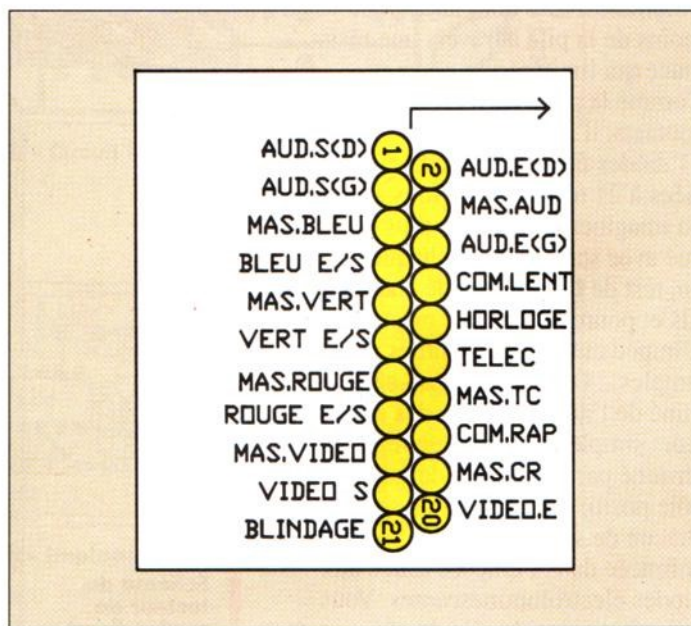 AUD.S(D) 1
2 AUD.E(D)
AUD.S(G)
MAS.AUD
MAS.BLEU
AUD.E(G)
BLEU E/S
COM.LENT
MAS.VERT
HORLOGE
VERT E/S
TELEC
MAS.ROUGE
MAS.TC
ROUGE E/S
COM.RAP
MAS.VIDEO
MAS.CR
VIDEO S
20 VIDEO.E
BLINDAGE 21